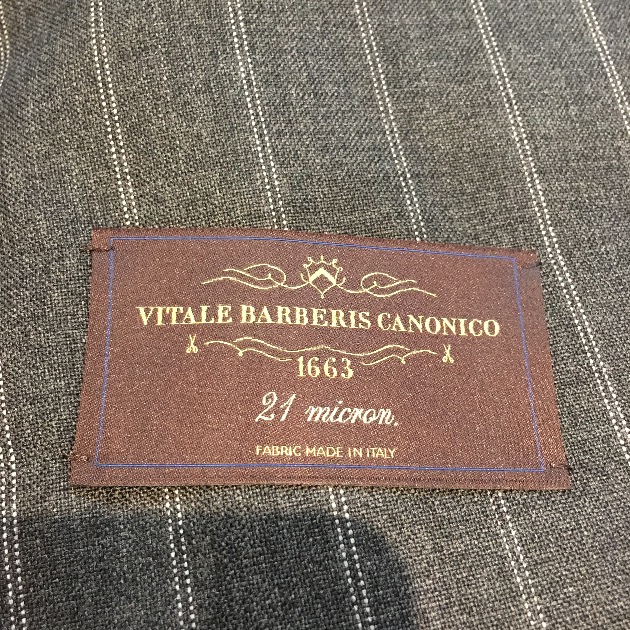 VITALE BARBERIS CANONICO
1663
21 micron.
FABRIC MADE IN ITALY